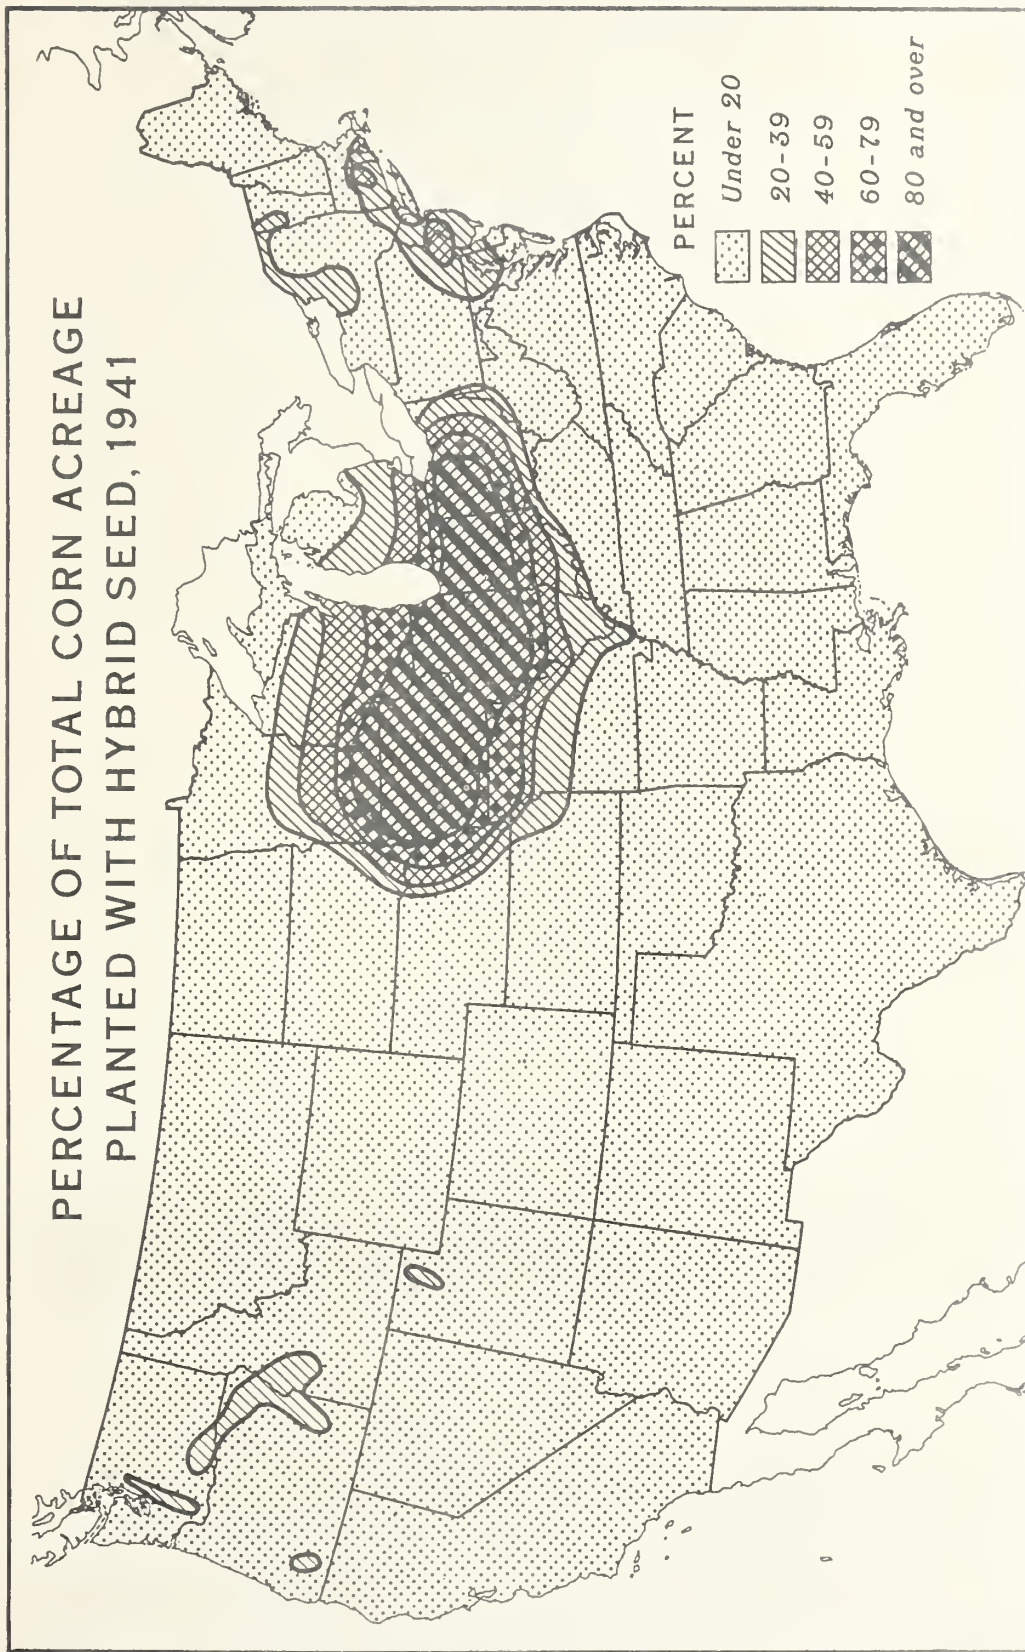 PERCENTAGE OF TOTAL CORN ACREAGE
PLANTED WITH HYBRID SEED, 1941
PERCENT
Under 20
20-39
40-59
60-79
80 and over